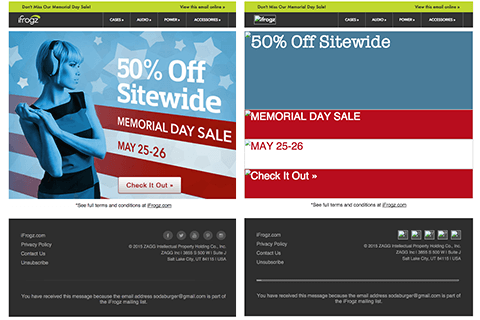 Don't Miss Our Memorial Day Sale! View this email online »
iFrogz CASES » AUDIO » POWER » ACCESSORIES »
50% Off
Sitewide
MEMORIAL DAY SALE
MAY 25-26
Check It Out »
*See full terms and conditions at iFrogz.com
iFrogz.com
Privacy Policy
Contact Us
Unsubscribe
© 2015 ZAGG Intellectual Property Holding Co., Inc.
ZAGG Inc | 3855 S 500 W | Suite J
Salt Lake City, UT 84115 | USA
You have received this message because the email address sodaburger@gmail.com is part of
the iFrogz mailing list.
Don't Miss Our Memorial Day Sale! View this email online »
iFrogz CASES » AUDIO » POWER » ACCESSORIES »
50% Off Sitewide
MEMORIAL DAY SALE
MAY 25-26
Check It Out »
*See full terms and conditions at iFrogz.com
iFrogz.com
Privacy Policy
Contact Us
Unsubscribe
© 2015 ZAGG Intellectual Property Holding Co., Inc.
ZAGG Inc | 3855 S 500 W | Suite J
Salt Lake City, UT 84115 | USA
You have received this message because the email address sodaburger@gmail.com is part of
the iFrogz mailing list.